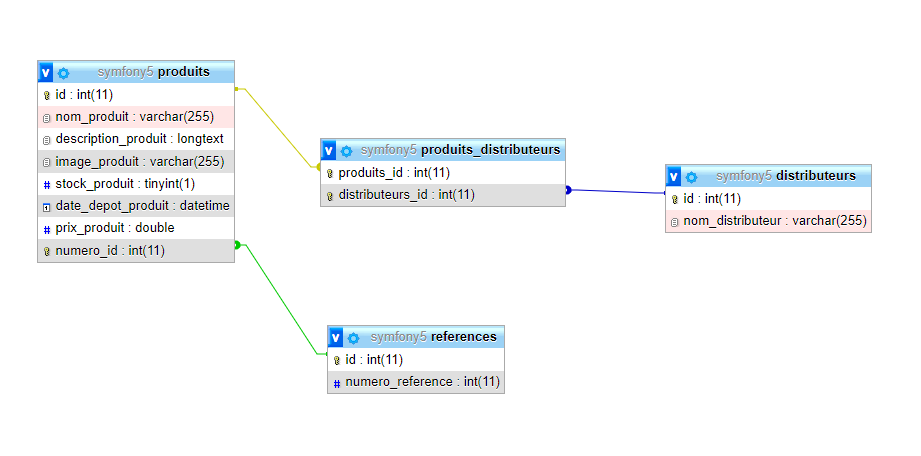 symfony5 produits
id : int(11)
nom_produit : varchar(255)
description_produit : longtext
image_produit : varchar(255)
stock_produit : tinyint(1)
date_depot_produit : datetime
prix_produit : double
numero_id : int(11)
symfony5 produits_distributeurs
produits_id : int(11)
distributeurs_id : int(11)
symfony5 distributeurs
id : int(11)
nom_distributeur : varchar(255)
symfony5 references
id : int(11)
numero_reference : int(11)